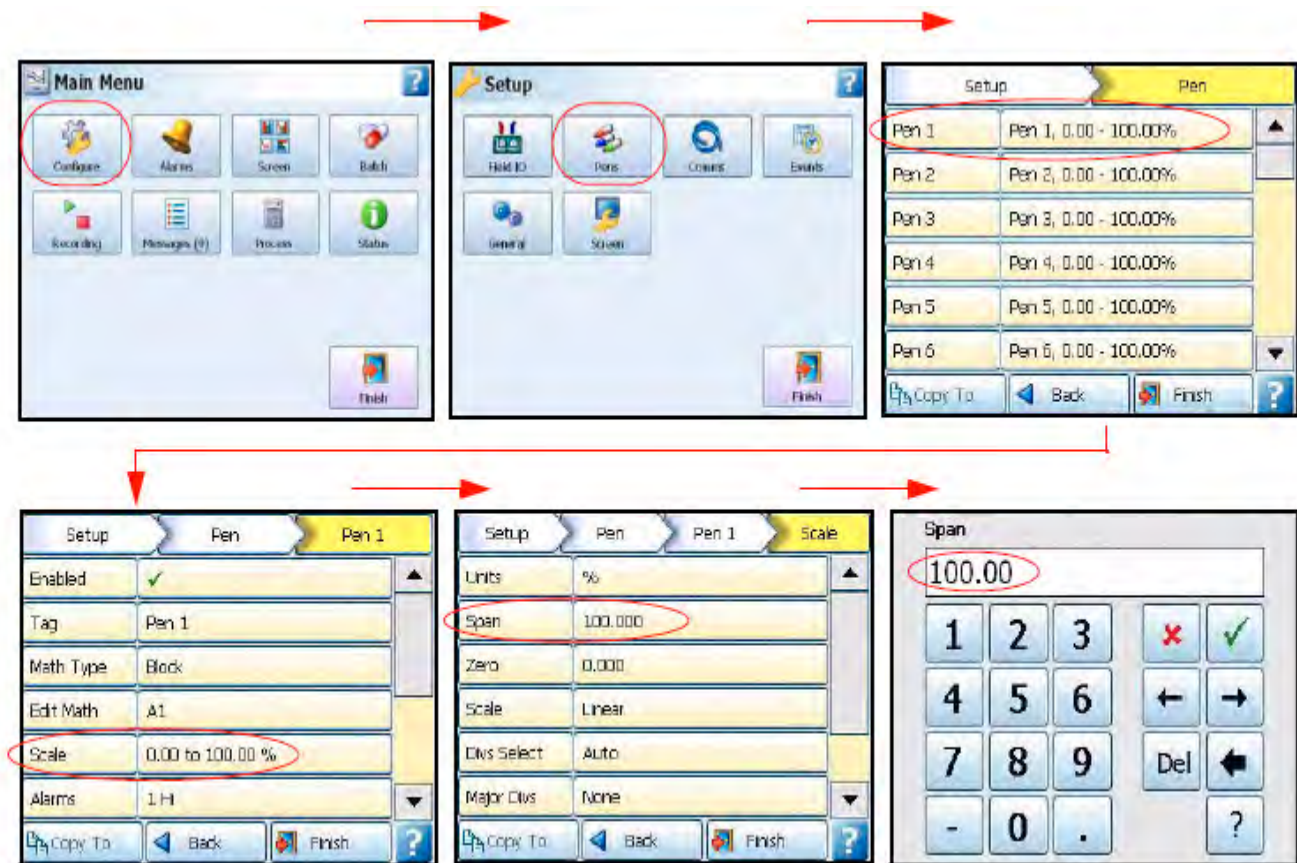 Main Menu ?
Configure Alarms Screen Batch
Recording Messages (9) Process Status
Finish
Setup ?
Field IO Pens Comms Events
General Screen
Finish
Setup Pen
Pen 1 Pen 1, 0.00 - 100.00%
Pen 2 Pen 2, 0.00 - 100.00%
Pen 3 Pen 3, 0.00 - 100.00%
Pen 4 Pen 4, 0.00 - 100.00%
Pen 5 Pen 5, 0.00 - 100.00%
Pen 6 Pen 6, 0.00 - 100.00%
Copy To Back Finish ?
Setup Pen Pen 1
Enabled ✓
Tag Pen 1
Math Type Block
Edit Math A1
Scale 0.00 to 100.00 %
Alarms 1 Hi
Copy To Back Finish ?
Setup Pen Pen 1 Scale
Units %
Span 100.000
Zero 0.000
Scale Linear
Divs Select Auto
Major Divs None
Copy To Back Finish ?
Span
100.00
1 2 3
4 5 6
7 8 9 Del
- 0 . ?